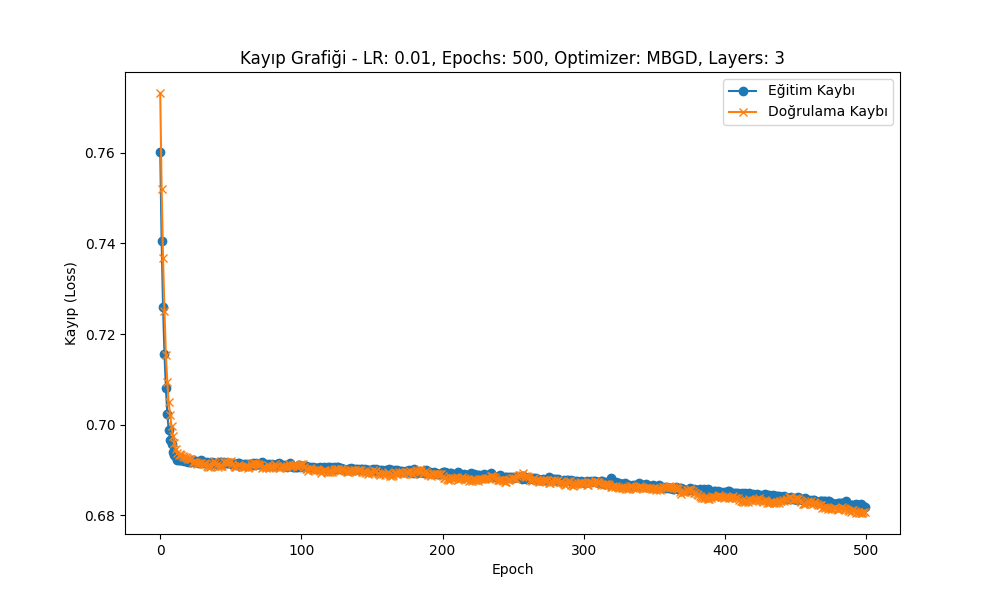 Kayıp Grafiği - LR: 0.01, Epochs: 500, Optimizer: MBGD, Layers: 3
Eğitim Kaybı
Doğrulama Kaybı
Kayıp (Loss)
0.76
0.74
0.72
0.70
0.68
0 100 200 300 400 500
Epoch